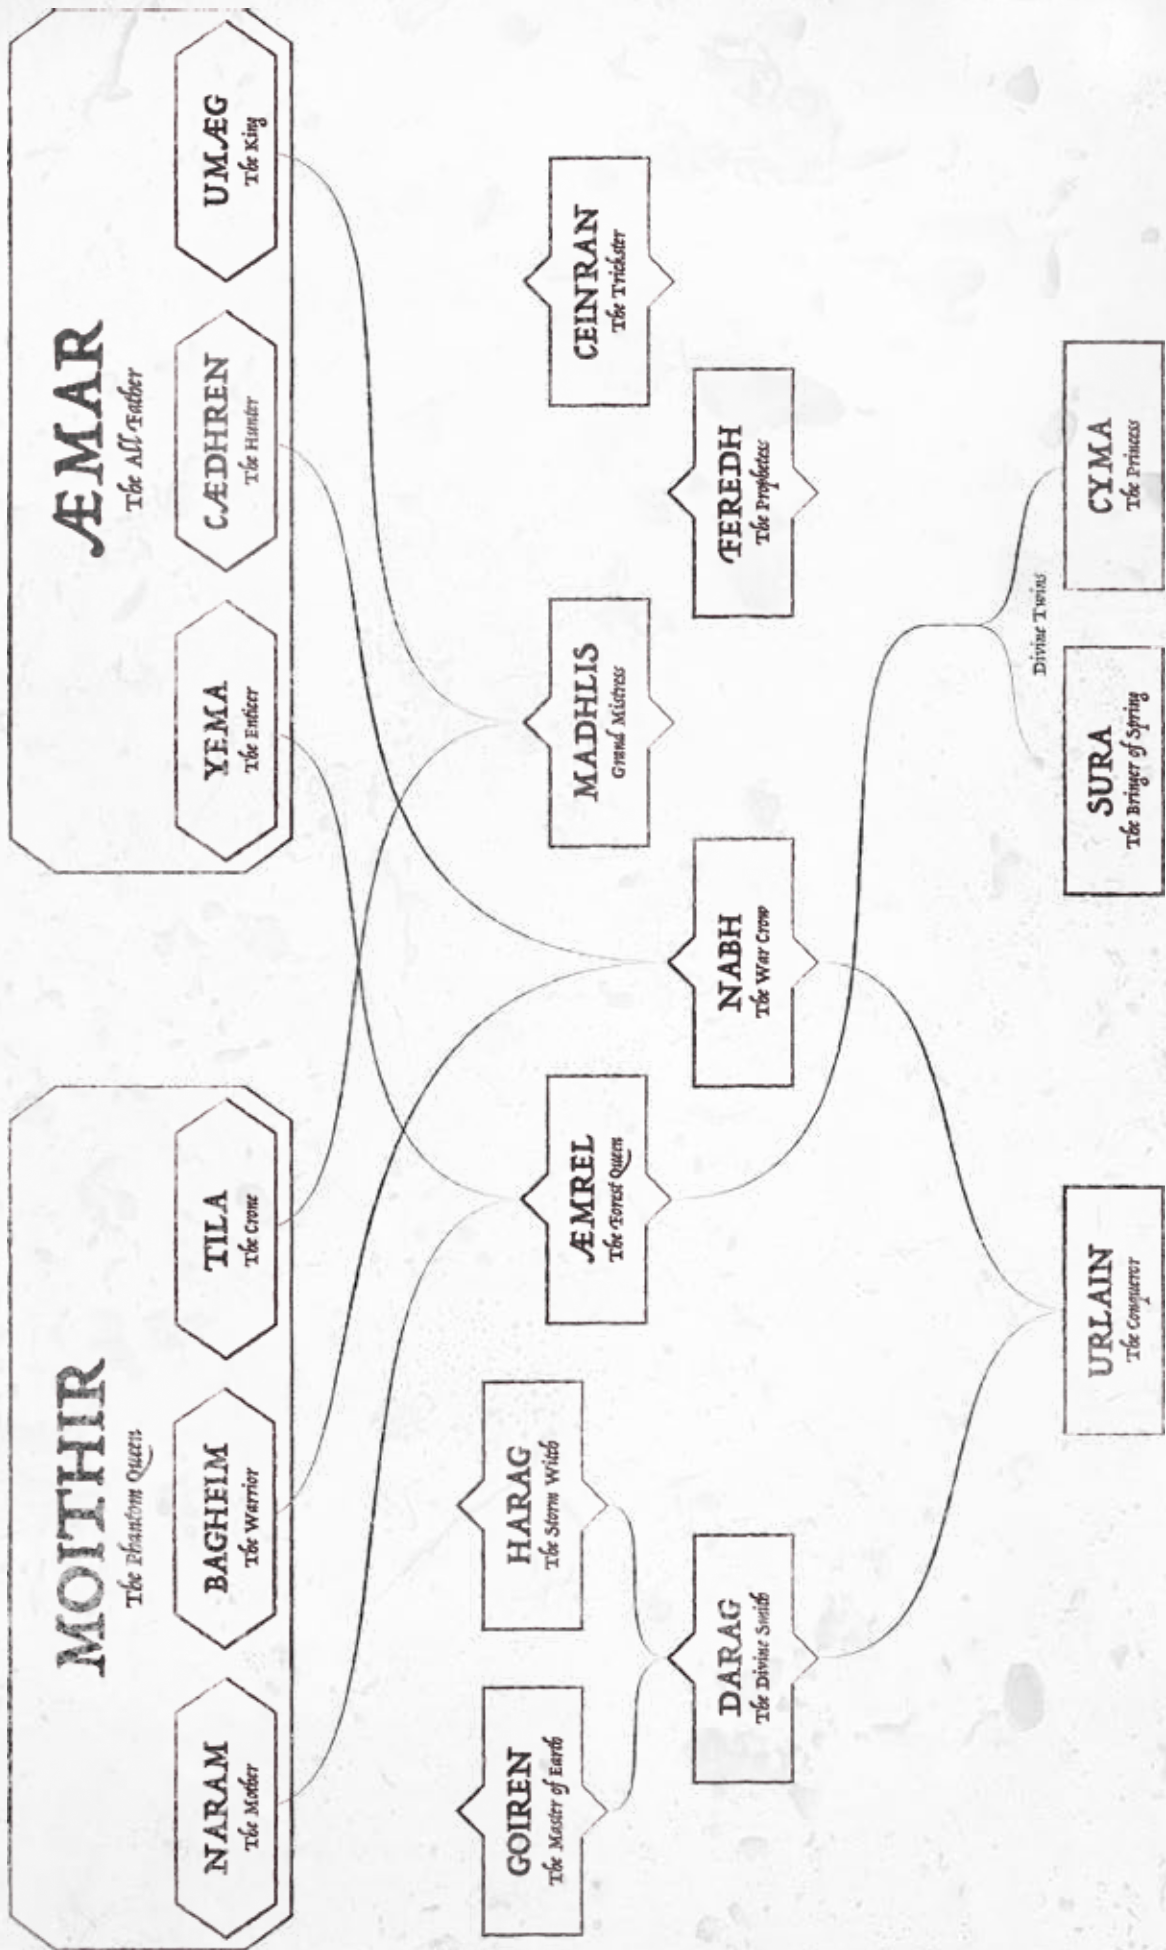 MOITHIR
The Phantom Queen
NARAM
The Mother
BAGHEIM
The Warrior
TILA
The Crone
ÆMAR
The All Father
YEMA
The Enticer
CÆDHREN
The Hunter
UMÆG
The King
GOIREN
The Master of Earth
HARAG
The Storm Witch
ÆMREL
The Forest Queen
MADHLIS
Grand Mistress
CEINRAN
The Trickster
DARAG
The Divine Smith
NABH
The War Crow
FEREDH
The Prophetess
Divine Twins
URLAIN
The Conqueror
SURA
The Bringer of Spring
CYMA
The Princess